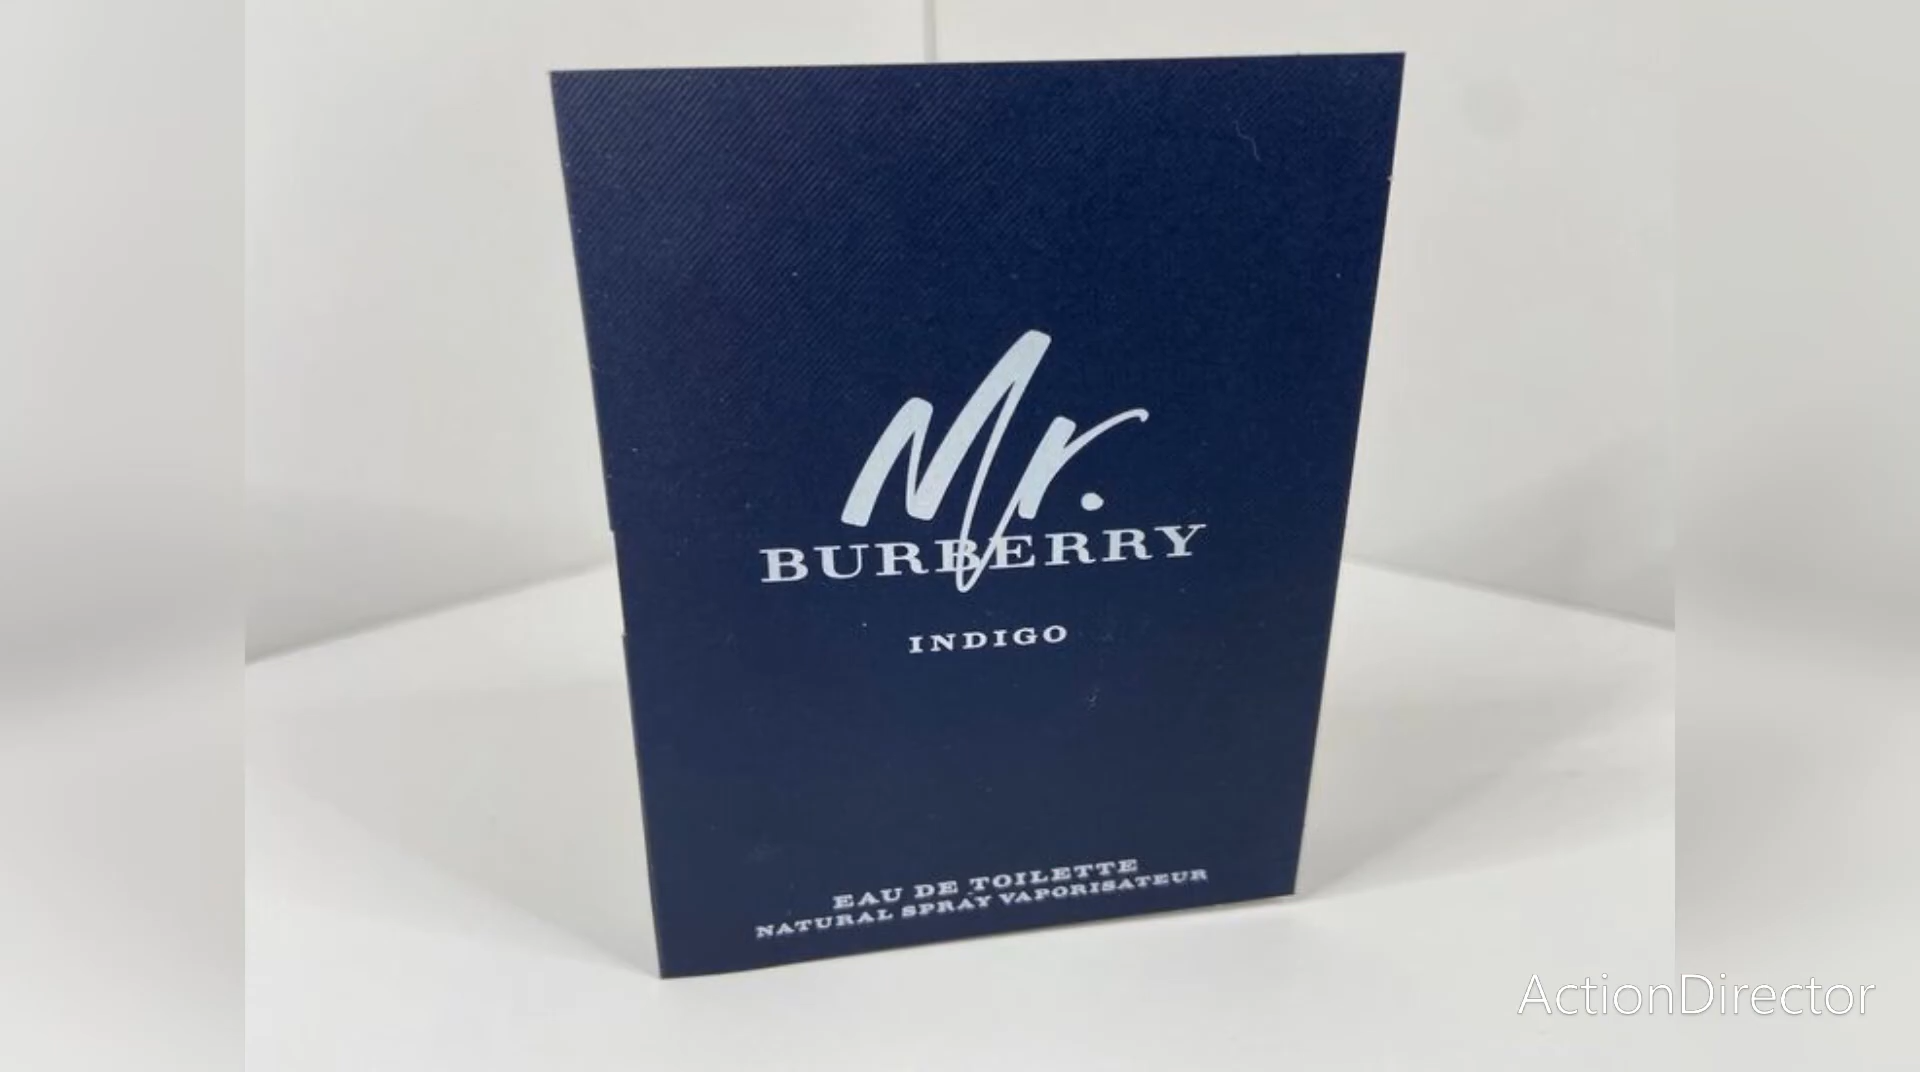 Mr.
BURBERRY
INDIGO
EAU DE TOILETTE
NATURAL SPRAY VAPORISATEUR
ActionDirector